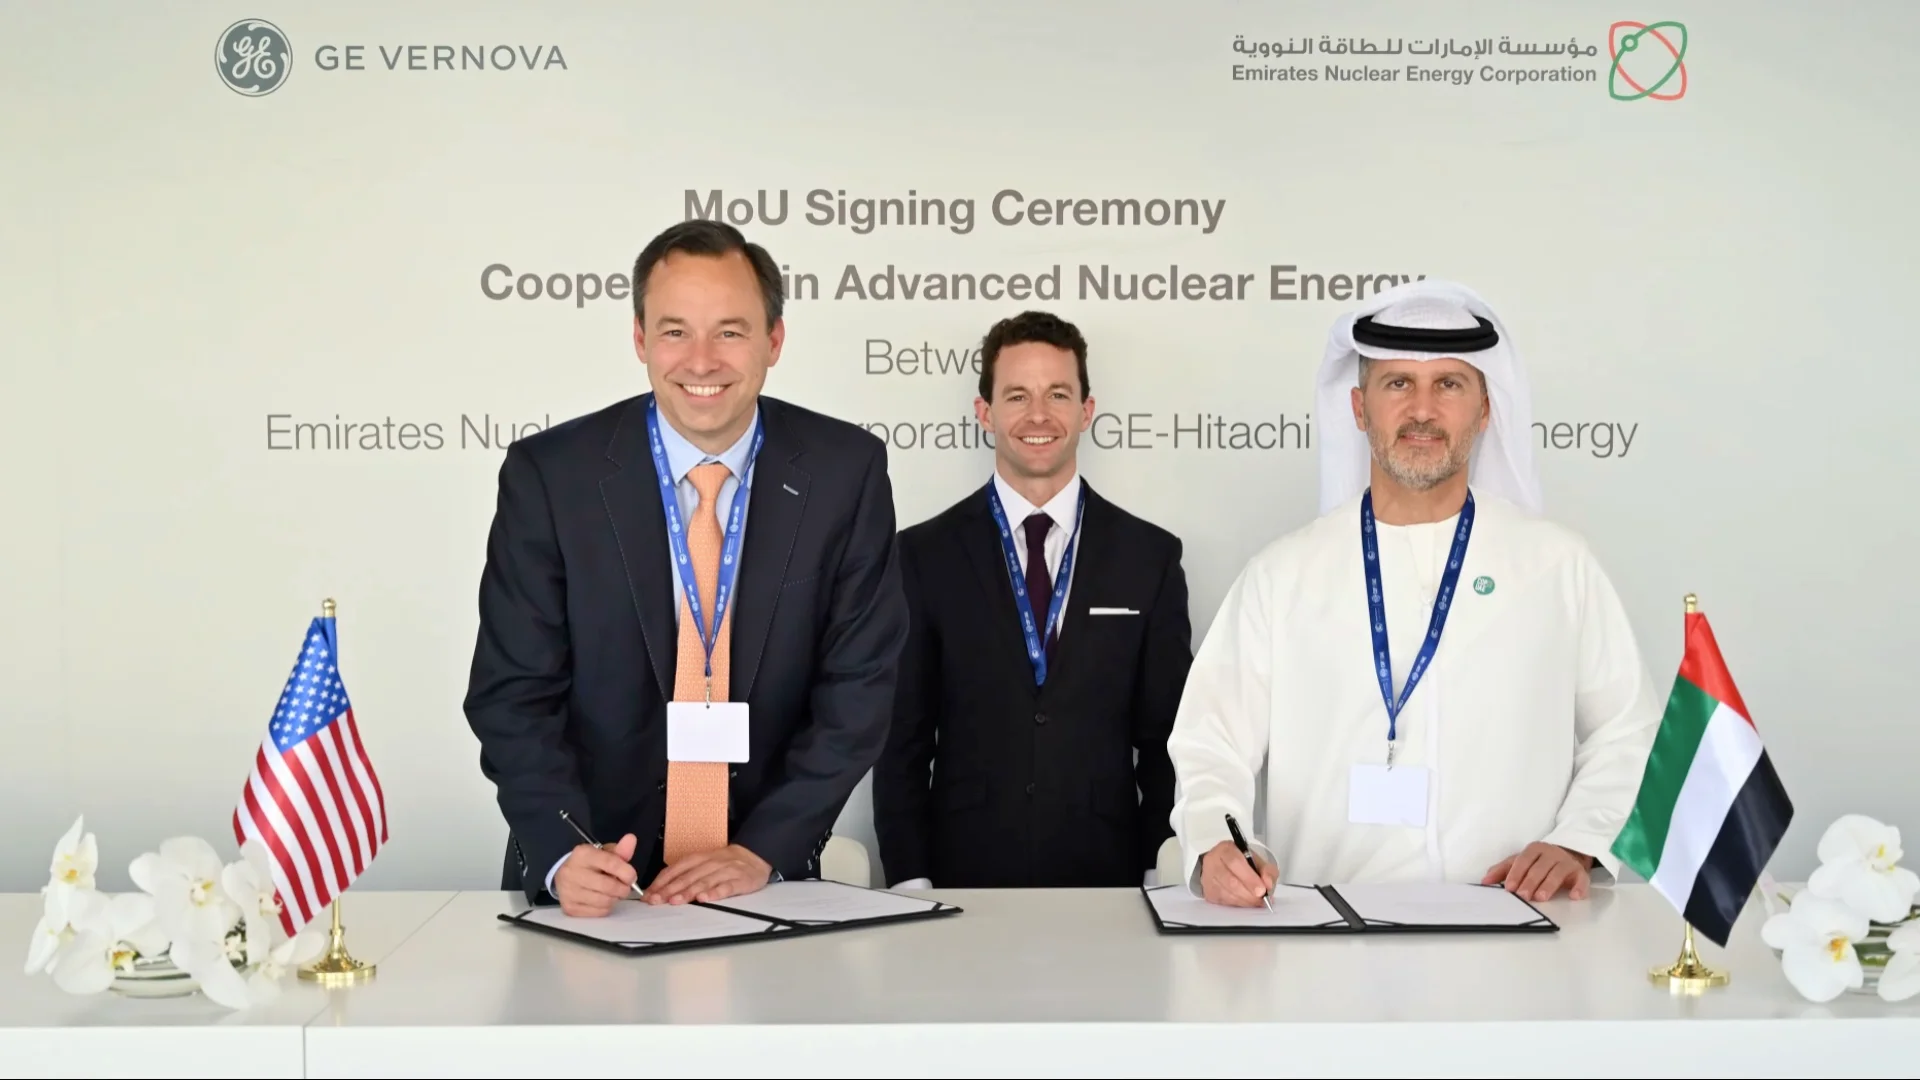 GE VERNOVA
مؤسسة الإمارات للطاقة النووية
Emirates Nuclear Energy Corporation
MoU Signing Ceremony
Coope in Advanced Nuclear Energy
Betwe
Emirates Nuc rporatio GE-Hitachi nergy